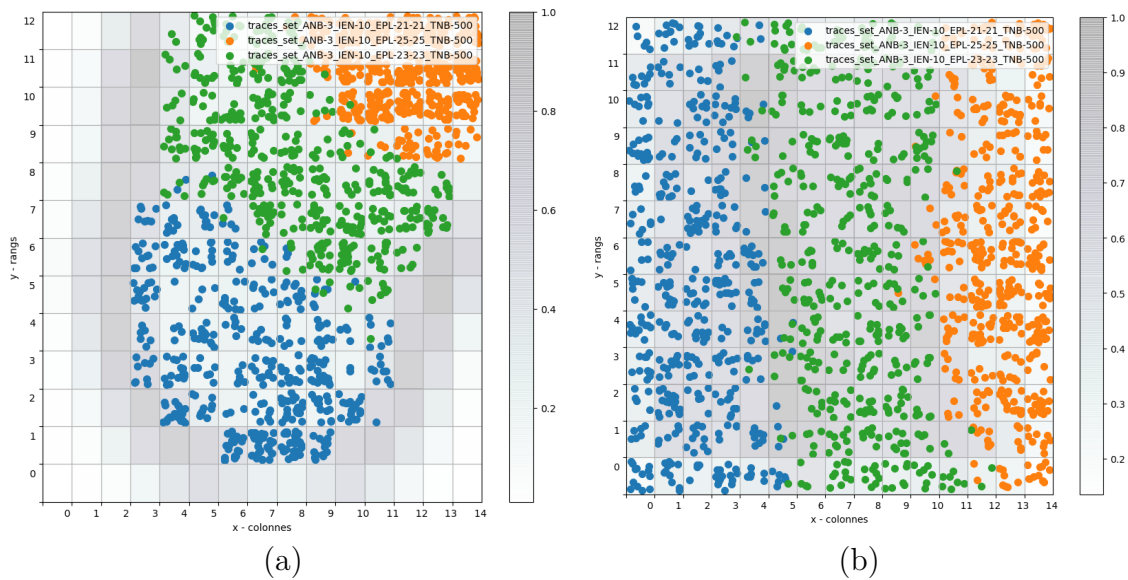 traces_set_ANB-3_IEN-10_EPL-21-21_TNB-500
traces_set_ANB-3_IEN-10_EPL-25-25_TNB-500
traces_set_ANB-3_IEN-10_EPL-23-23_TNB-500
12
11
10
9
8
7
6
5
4
3
2
1
0
y - rangs
0 1 2 3 4 5 6 7 8 9 10 11 12 13 14
x - colonnes
1.0
0.8
0.6
0.4
0.2
(a)
traces_set_ANB-3_IEN-10_EPL-21-21_TNB-500
traces_set_ANB-3_IEN-10_EPL-25-25_TNB-500
traces_set_ANB-3_IEN-10_EPL-23-23_TNB-500
12
11
10
9
8
7
6
5
4
3
2
1
0
y - rangs
0 1 2 3 4 5 6 7 8 9 10 11 12 13 14
x - colonnes
1.0
0.9
0.8
0.7
0.6
0.5
0.4
0.3
0.2
(b)